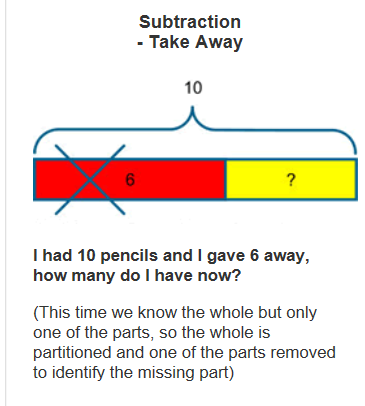 Subtraction
- Take Away
10
6
?
I had 10 pencils and I gave 6 away,
how many do I have now?
(This time we know the whole but only
one of the parts, so the whole is
partitioned and one of the parts removed
to identify the missing part)